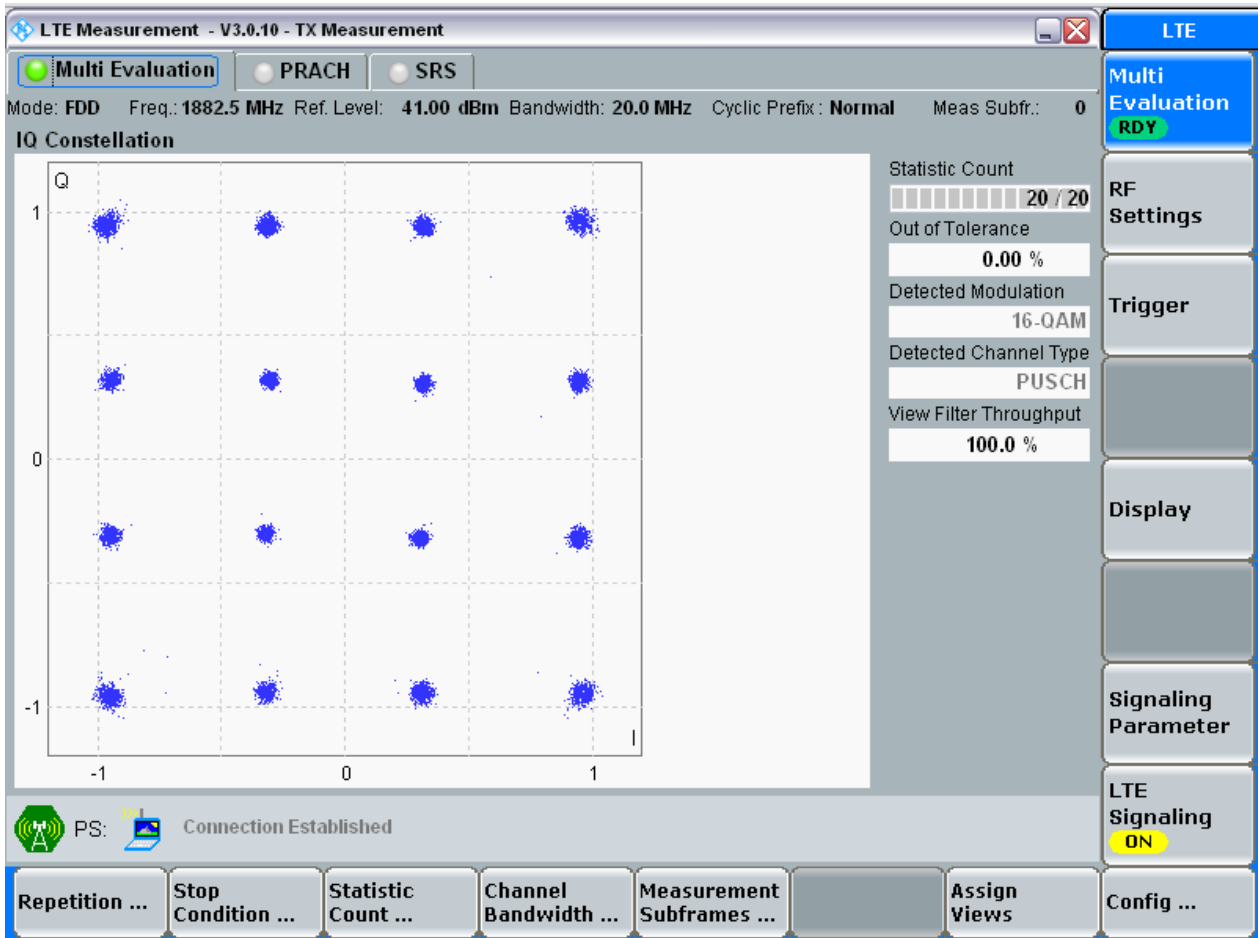 LTE Measurement - V3.0.10 - TX Measurement
LTE
Multi Evaluation PRACH SRS
Multi
Evaluation
RDY
Mode: FDD Freq.: 1882.5 MHz Ref. Level: 41.00 dBm Bandwidth: 20.0 MHz Cyclic Prefix : Normal Meas Subfr.: 0
IQ Constellation
Q
1
0
-1
I
-1 0 1
Statistic Count
20 / 20
Out of Tolerance
0.00 %
Detected Modulation
16-QAM
Detected Channel Type
PUSCH
View Filter Throughput
100.0 %
RF
Settings
Trigger
Display
Signaling
Parameter
LTE
Signaling
ON
PS: Connection Established
Repetition ...
Stop
Condition ...
Statistic
Count ...
Channel
Bandwidth ...
Measurement
Subframes ...
Assign
Views
Config ...